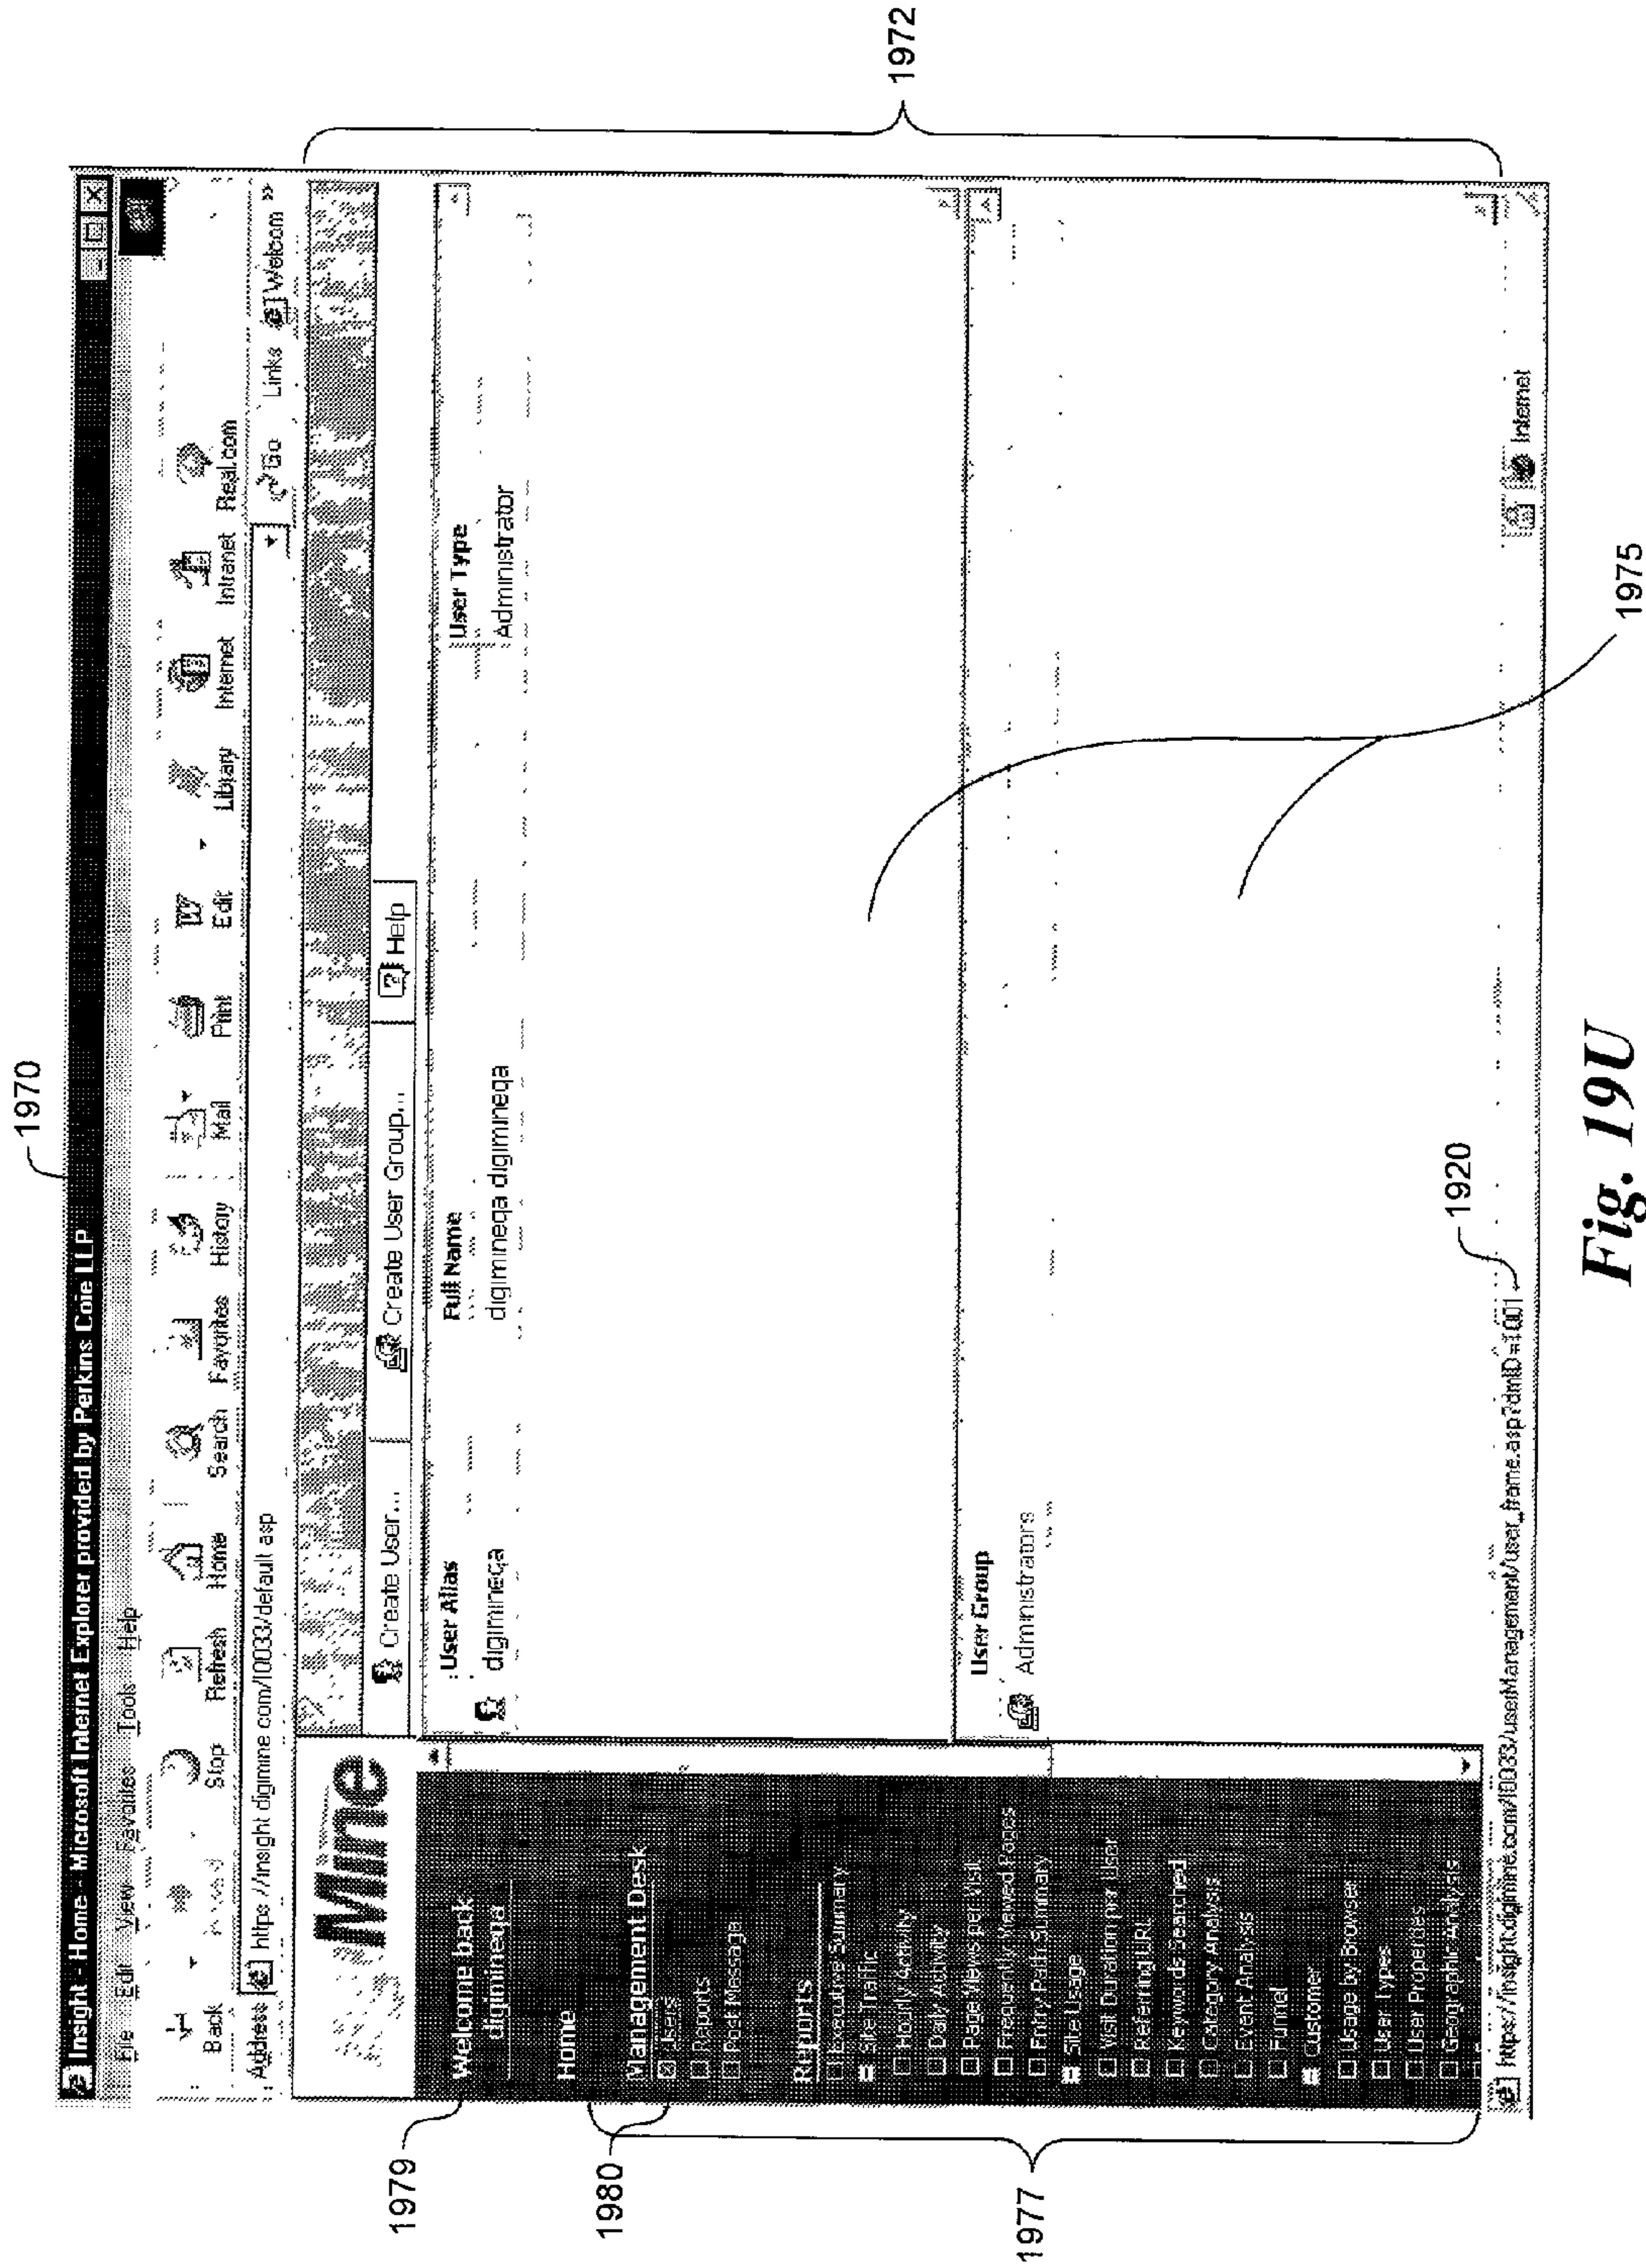 1970
Insight - Home - Microsoft Internet Explorer provided by Perkins Coie LLP
File Edit View Favorites Tools Help
Back Stop Refresh Home Search Favorites History Mail Print Edit Library Internet Intranet Real.com
Address https://insight.digimine.com/I0033/default.asp Go Links Welcom »
Mine
Create User... Create User Group... Help
1979
Welcome back
digimineqa
Home
1980
Management Desk
Users
Reports
Post Message
Reports
Executive Summary
Site Traffic
Hourly Activity
Daily Activity
Page Views per Visit
Frequently Viewed Pages
Entry Path Summary
Site Usage
Visit Duration per User
Referring URL
Keywords Searched
Category Analysis
Event Analysis
Funnel
Customer
Usage by Browser
User Types
User Properties
Geographic Analysis
1977
User Alias Full Name User Type
digimineqa digimineqa digimineqa Administrator
User Group
Administrators
1972
1975
https://insight.digimine.com/I0033/userManagement/user_frame.asp?dmID=1001 Internet
1920
Fig. 19U